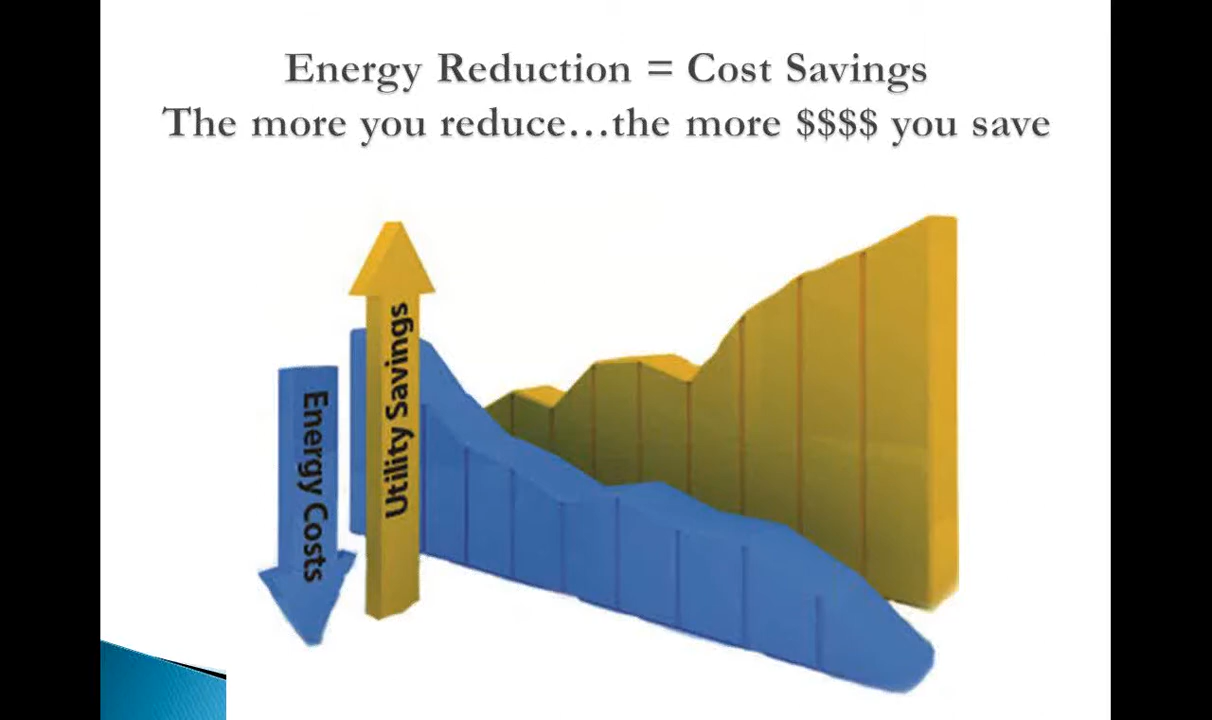 Energy Reduction = Cost Savings
The more you reduce...the more $$$$ you save
Energy Costs
Utility Savings